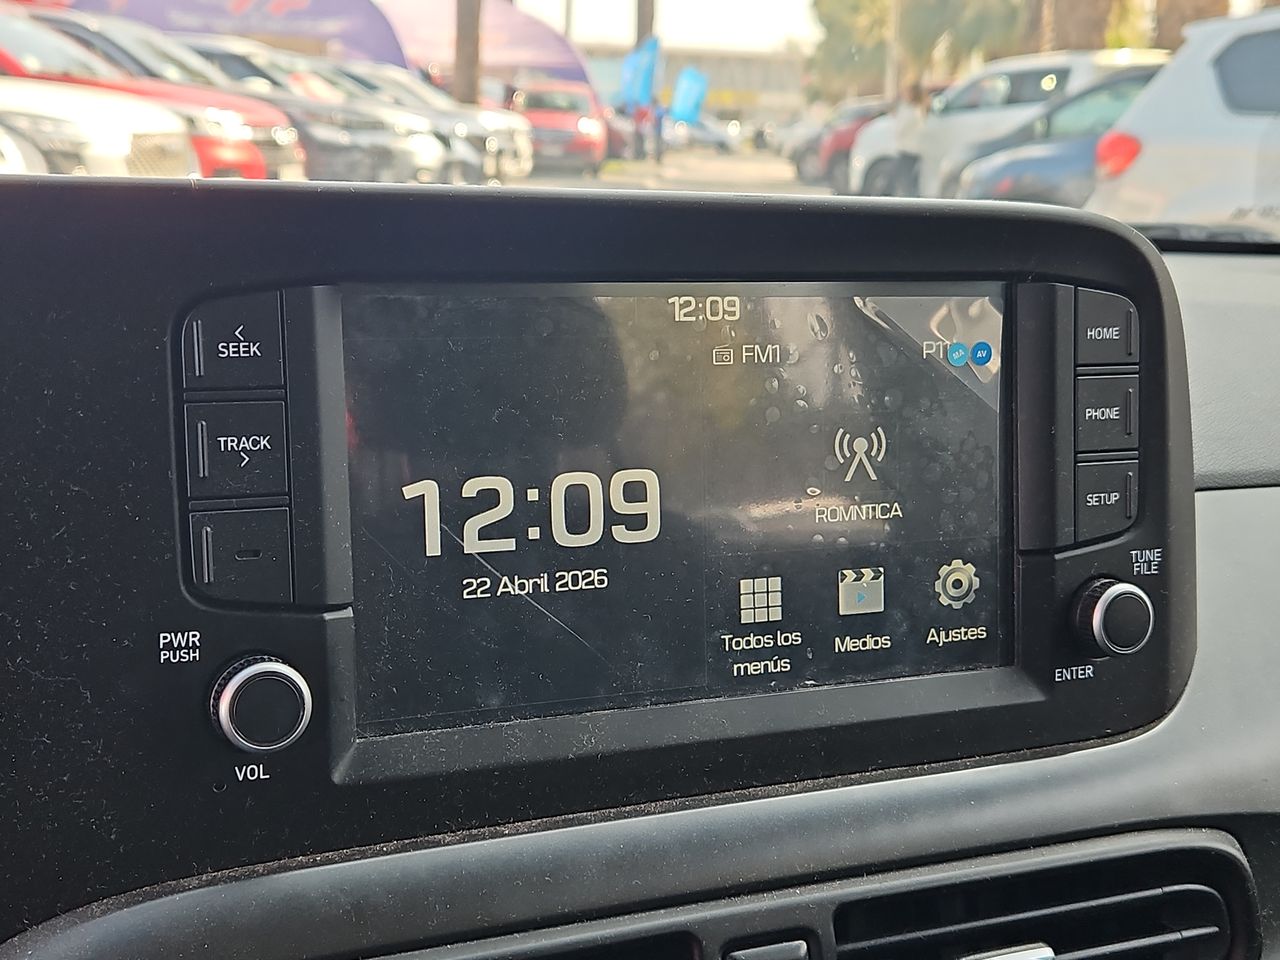 12:09
FM1
P11
MA
AV
<
SEEK
TRACK
>
HOME
PHONE
SETUP
12:09
22 Abril 2026
ROMNTICA
Todos los
menús
Medios
Ajustes
PWR
PUSH
VOL
TUNE
FILE
ENTER